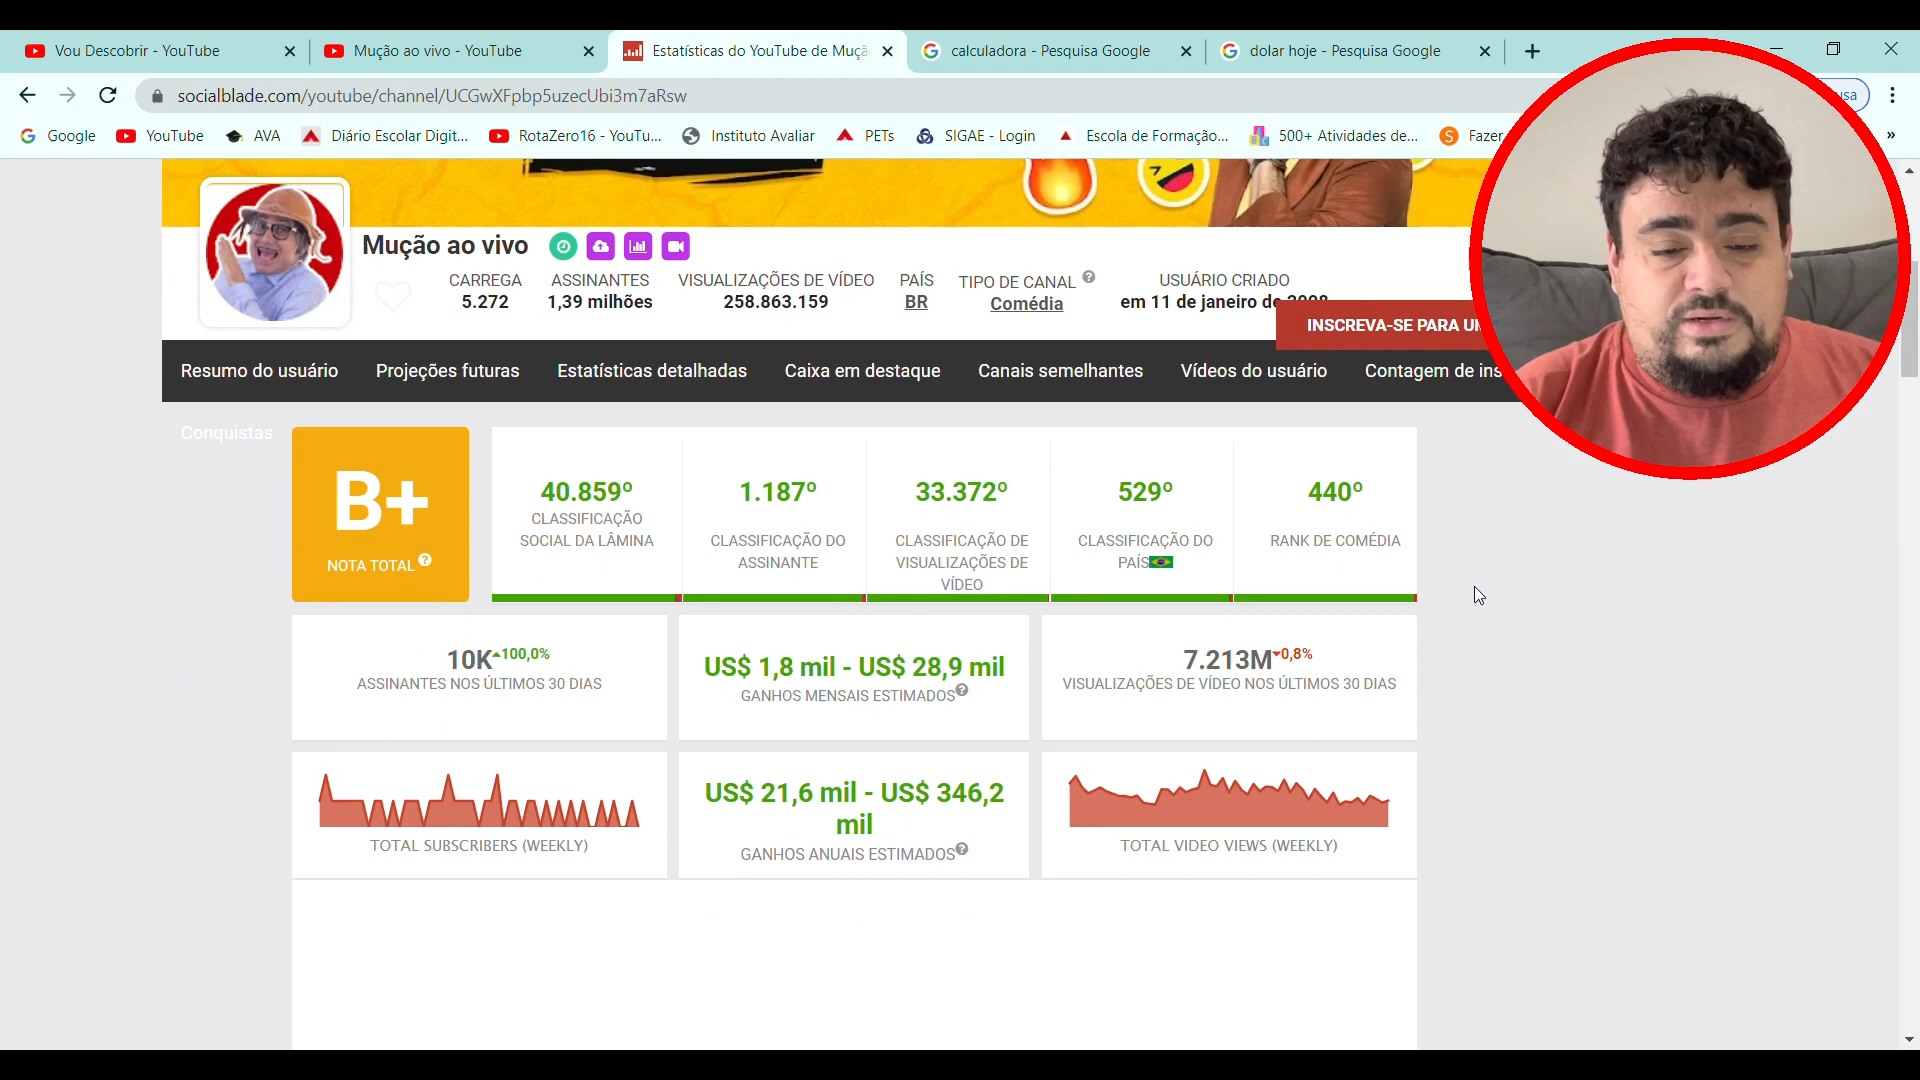 Vou Descobrir - YouTube
Mução ao vivo - YouTube
Estatísticas do YouTube de Muçã
calculadora - Pesquisa Google
dolar hoje - Pesquisa Google
socialblade.com/youtube/channel/UCGwXFpbp5uzecUbi3m7aRsw
Google
YouTube
AVA
Diário Escolar Digit...
RotaZero16 - YouTu...
Instituto Avaliar
PETs
SIGAE - Login
Escola de Formação...
500+ Atividades de...
Fazer
Mução ao vivo
CARREGA
5.272
ASSINANTES
1,39 milhões
VISUALIZAÇÕES DE VÍDEO
258.863.159
PAÍS
BR
TIPO DE CANAL
Comédia
USUÁRIO CRIADO
em 11 de janeiro de 2008
INSCREVA-SE PARA UM
Resumo do usuário
Projeções futuras
Estatísticas detalhadas
Caixa em destaque
Canais semelhantes
Vídeos do usuário
Contagem de ins
Conquistas
B+
NOTA TOTAL
40.859º
CLASSIFICAÇÃO
SOCIAL DA LÂMINA
1.187º
CLASSIFICAÇÃO DO
ASSINANTE
33.372º
CLASSIFICAÇÃO DE
VISUALIZAÇÕES DE
VÍDEO
529º
CLASSIFICAÇÃO DO
PAÍS
440º
RANK DE COMÉDIA
10K 100,0%
ASSINANTES NOS ÚLTIMOS 30 DIAS
US$ 1,8 mil - US$ 28,9 mil
GANHOS MENSAIS ESTIMADOS
7.213M 0,8%
VISUALIZAÇÕES DE VÍDEO NOS ÚLTIMOS 30 DIAS
TOTAL SUBSCRIBERS (WEEKLY)
US$ 21,6 mil - US$ 346,2
mil
GANHOS ANUAIS ESTIMADOS
TOTAL VIDEO VIEWS (WEEKLY)